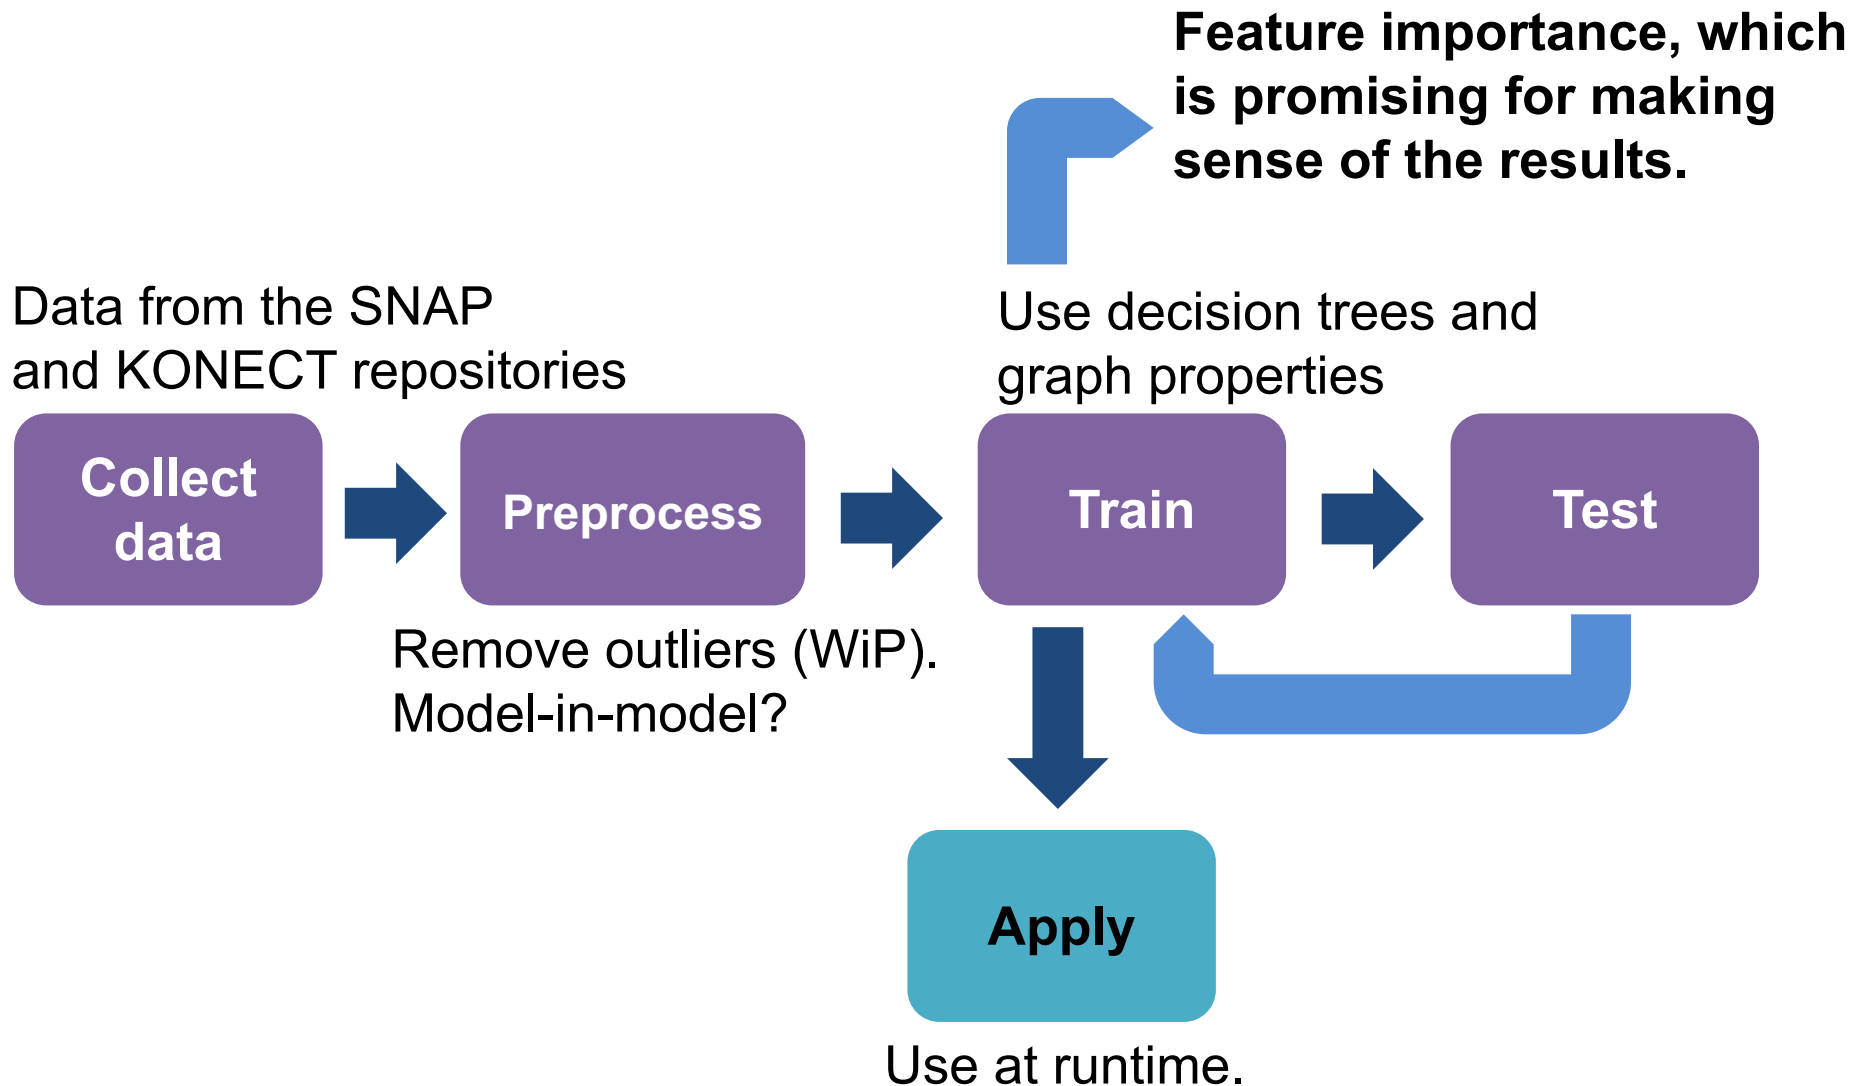 Feature importance, which
is promising for making
sense of the results.
Data from the SNAP
and KONECT repositories
Use decision trees and
graph properties
Collect
data
Preprocess
Train
Test
Remove outliers (WiP).
Model-in-model?
Apply
Use at runtime.